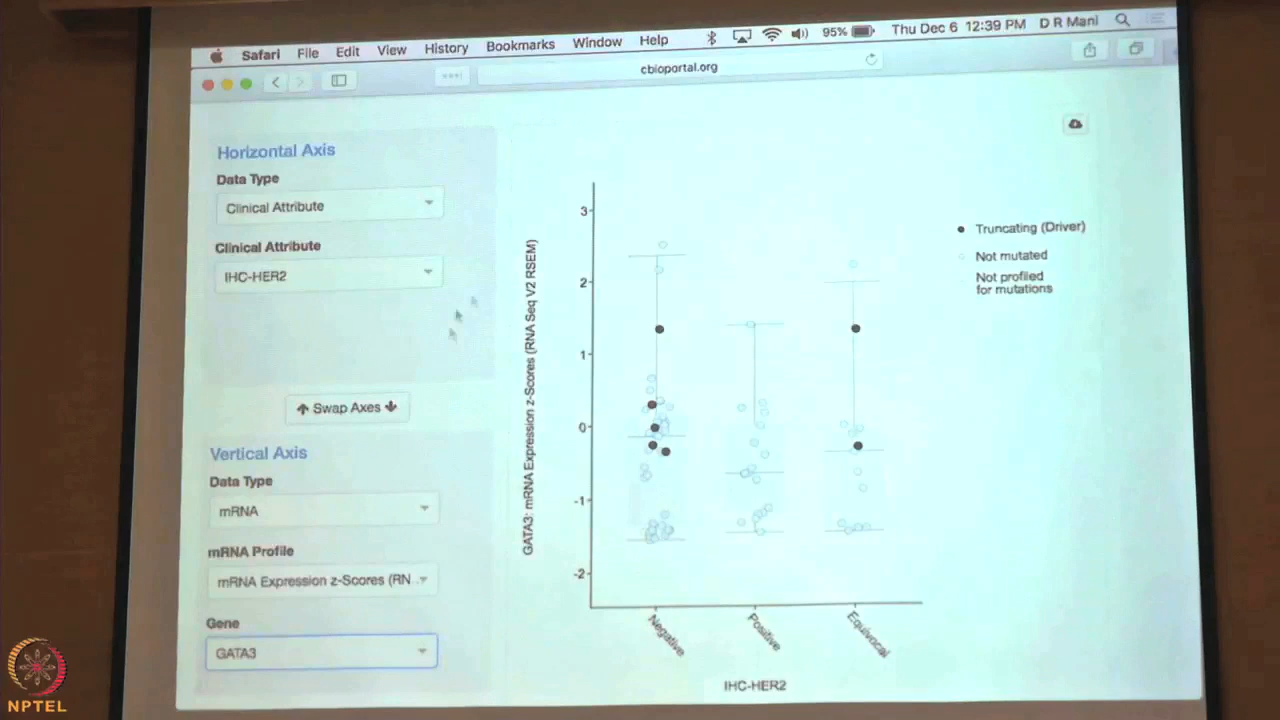 Safari File Edit View History Bookmarks Window Help 95% Thu Dec 6 12:39 PM D R Mani
cbioportal.org
Horizontal Axis
Data Type
Clinical Attribute
Clinical Attribute
IHC-HER2
Swap Axes
Vertical Axis
Data Type
mRNA
mRNA Profile
mRNA Expression z-Scores (RN
Gene
GATA3
GATA3: mRNA Expression z-Scores (RNA Seq V2 RSEM)
3
2
1
0
-1
-2
Negative
Positive
Equivocal
IHC-HER2
Truncating (Driver)
Not mutated
Not profiled
for mutations
NPTEL